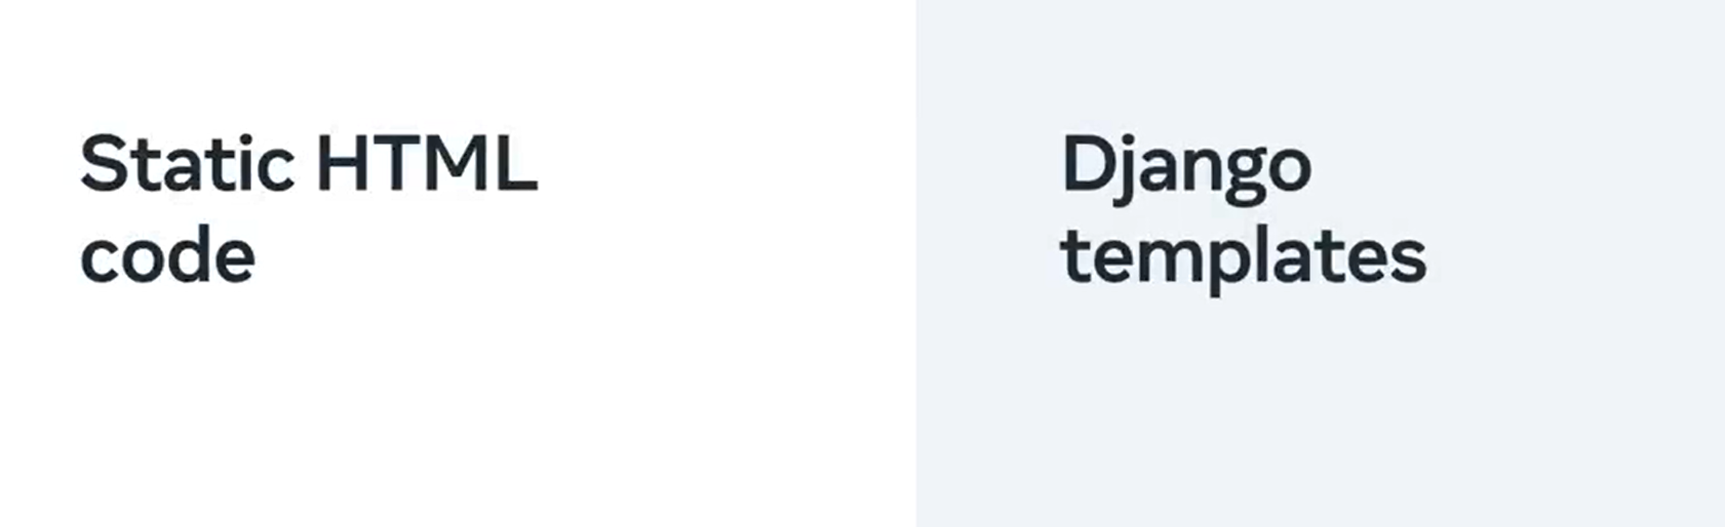 Static HTML
code
Django
templates